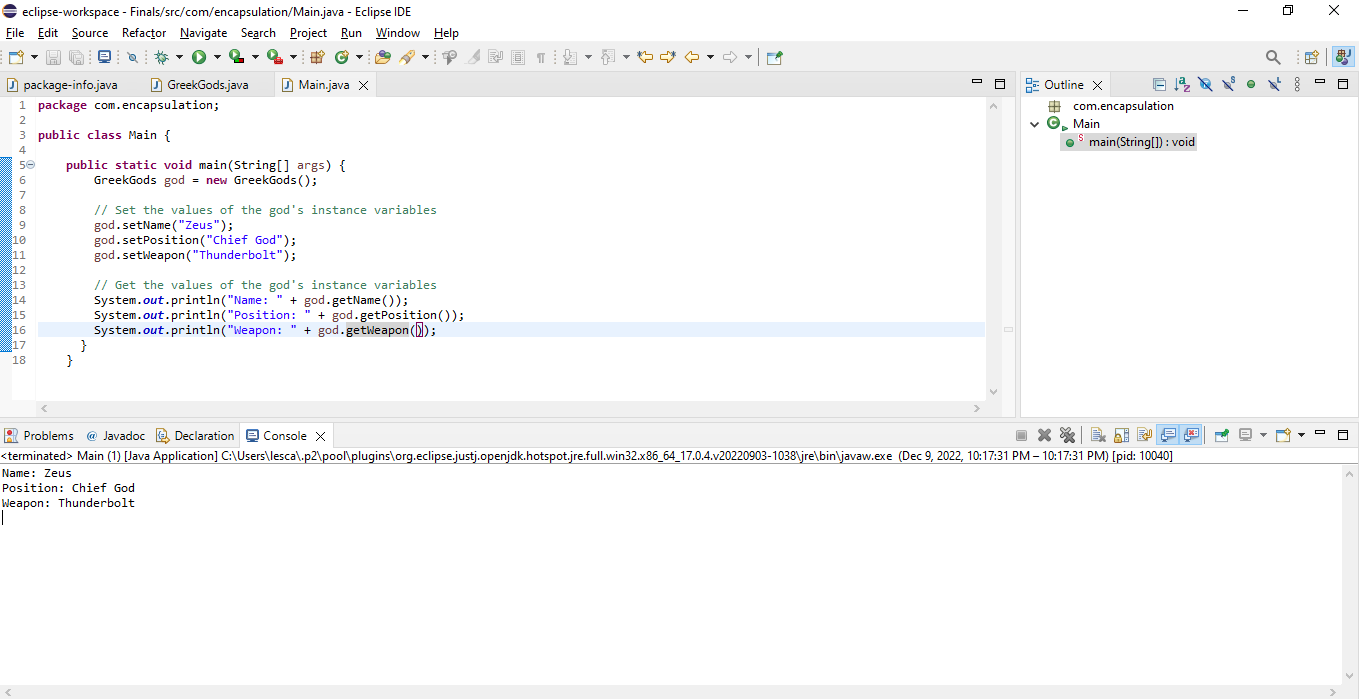 eclipse-workspace - Finals/src/com/encapsulation/Main.java - Eclipse IDE
File Edit Source Refactor Navigate Search Project Run Window Help
package-info.java GreekGods.java Main.java
1 package com.encapsulation;
2
3 public class Main {
4
5 public static void main(String[] args) {
6 GreekGods god = new GreekGods();
7
8 // Set the values of the god's instance variables
9 god.setName("Zeus");
10 god.setPosition("Chief God");
11 god.setWeapon("Thunderbolt");
12
13 // Get the values of the god's instance variables
14 System.out.println("Name: " + god.getName());
15 System.out.println("Position: " + god.getPosition());
16 System.out.println("Weapon: " + god.getWeapon());
17 }
18 }
Outline
com.encapsulation
Main
main(String[]) : void
Problems @ Javadoc Declaration Console
<terminated> Main (1) [Java Application] C:\Users\lesca\.p2\pool\plugins\org.eclipse.justj.openjdk.hotspot.jre.full.win32.x86_64_17.0.4.v20220903-1038\jre\bin\javaw.exe (Dec 9, 2022, 10:17:31 PM – 10:17:31 PM) [pid: 10040]
Name: Zeus
Position: Chief God
Weapon: Thunderbolt